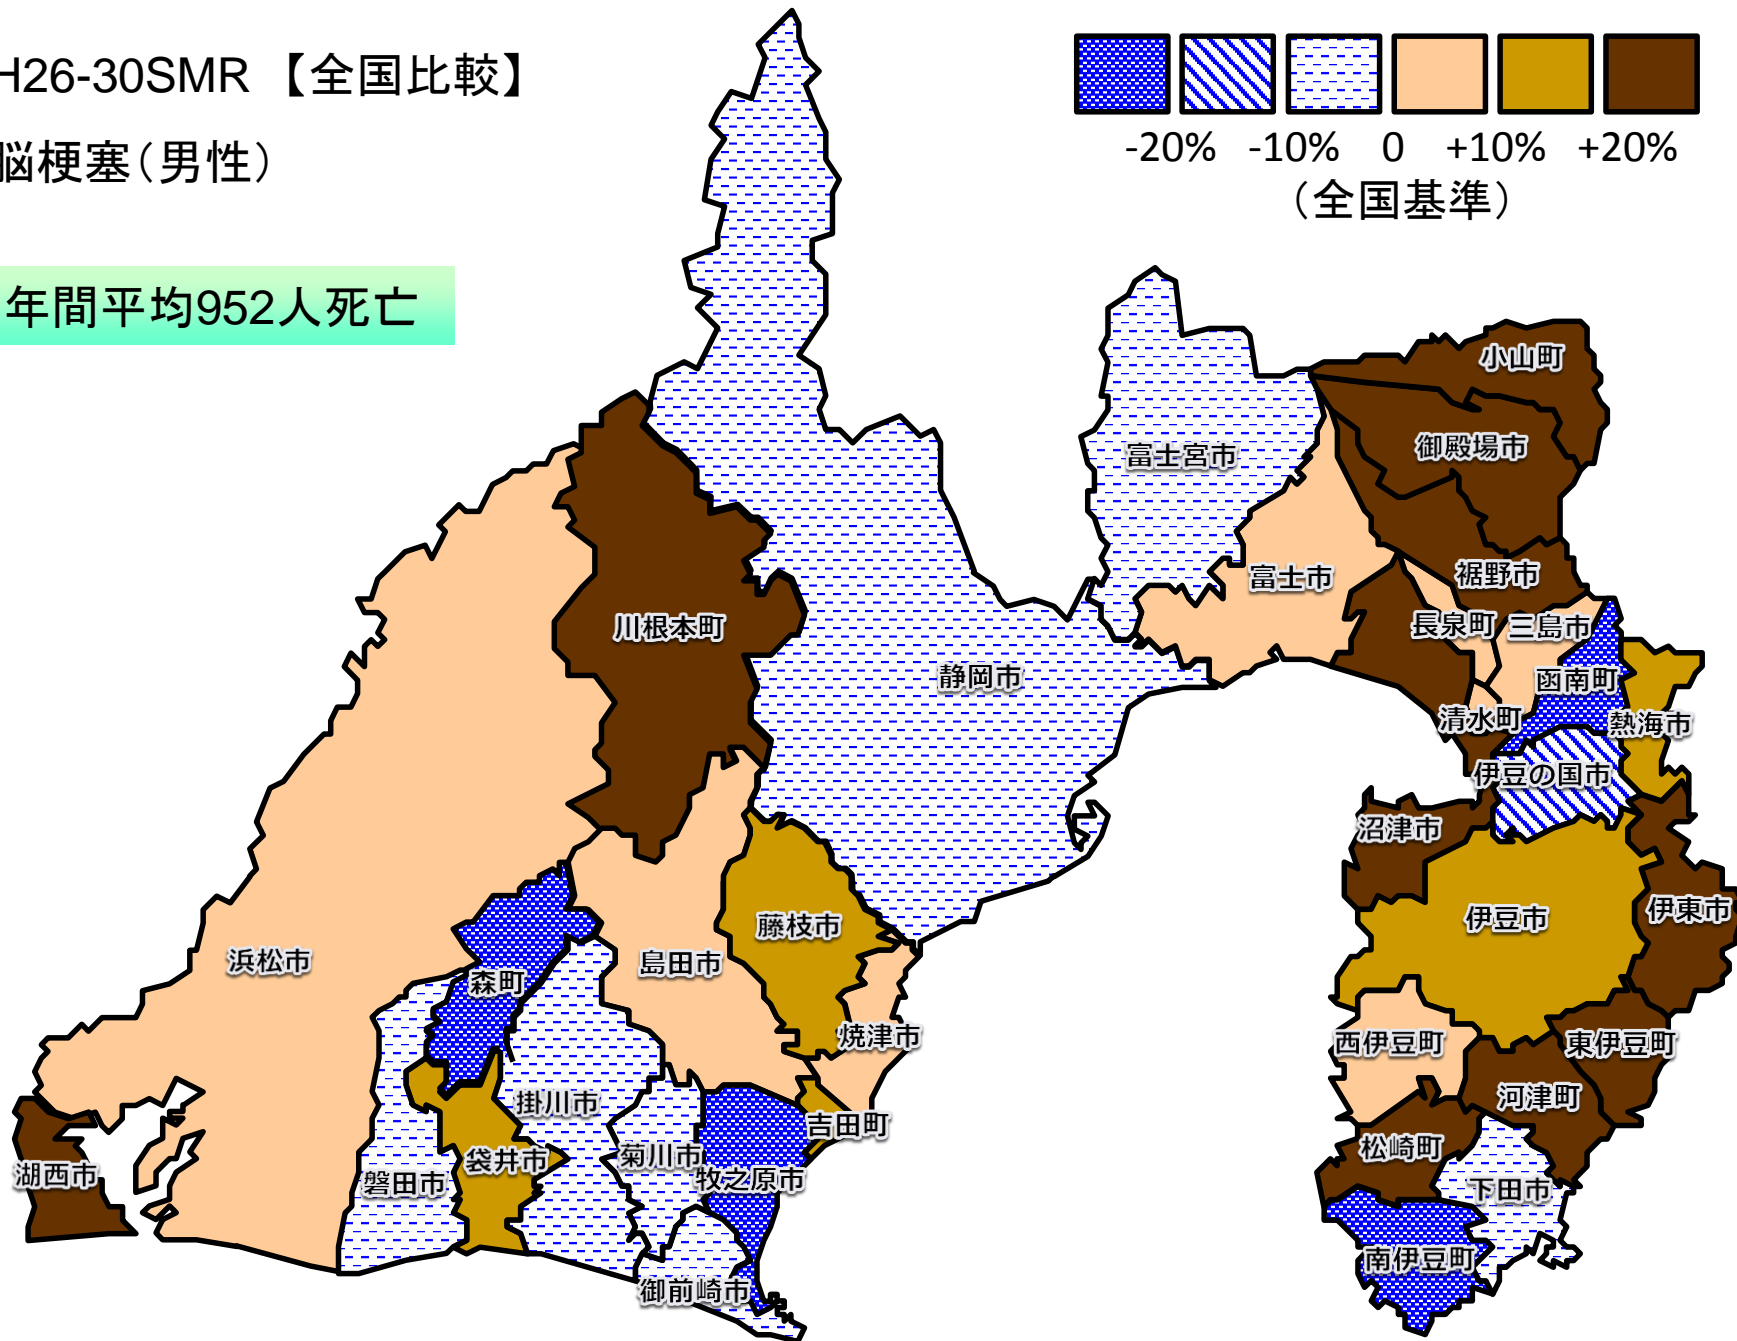 H26-30SMR 【全国比較】
脳梗塞(男性)
年間平均952人死亡
-20% -10% 0 +10% +20%
(全国基準)
小山町
御殿場市
富士宮市
裾野市
富士市
長泉町
三島市
川根本町
静岡市
函南町
清水町
熱海市
伊豆の国市
沼津市
伊東市
伊豆市
藤枝市
浜松市
島田市
森町
焼津市
西伊豆町
東伊豆町
河津町
掛川市
吉田町
松崎町
菊川市
袋井市
湖西市
磐田市
牧之原市
下田市
南伊豆町
御前崎市